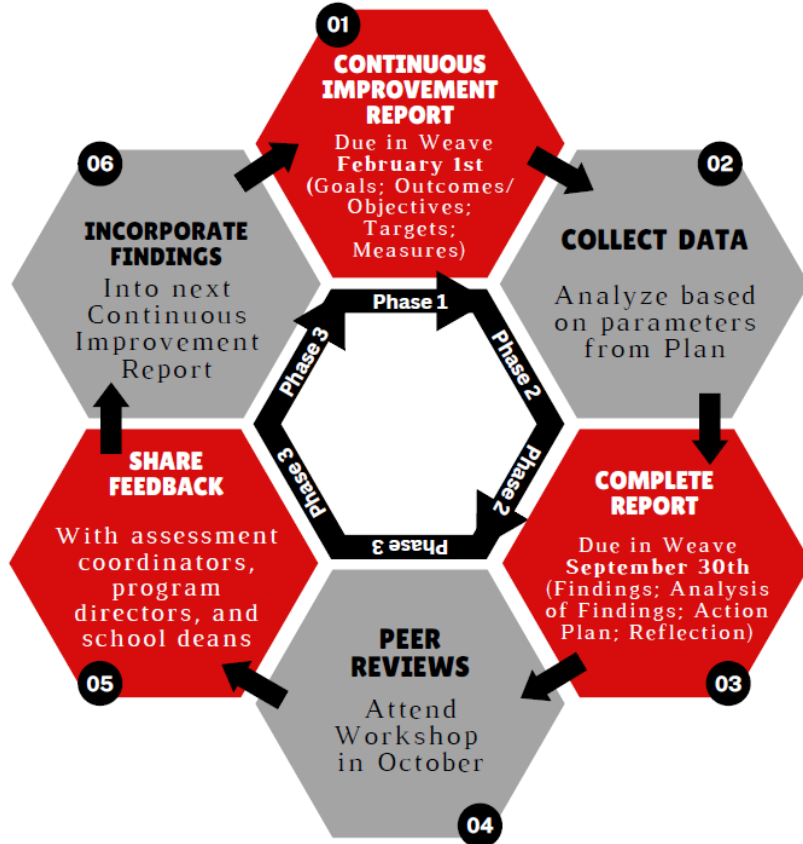 01
CONTINUOUS
IMPROVEMENT
REPORT
Due in Weave
February 1st
(Goals; Outcomes/
Objectives;
Targets;
Measures)
02
COLLECT DATA
Analyze based
on parameters
from Plan
COMPLETE
REPORT
Due in Weave
September 30th
(Findings; Analysis
of Findings; Action
Plan; Reflection)
03
PEER
REVIEWS
Attend
Workshop
in October
04
SHARE
FEEDBACK
With assessment
coordinators,
program
directors, and
school deans
05
06
INCORPORATE
FINDINGS
Into next
Continuous
Improvement
Report
Phase 1
Phase 2
Phase 2
Phase 3
Phase 3
Phase 3